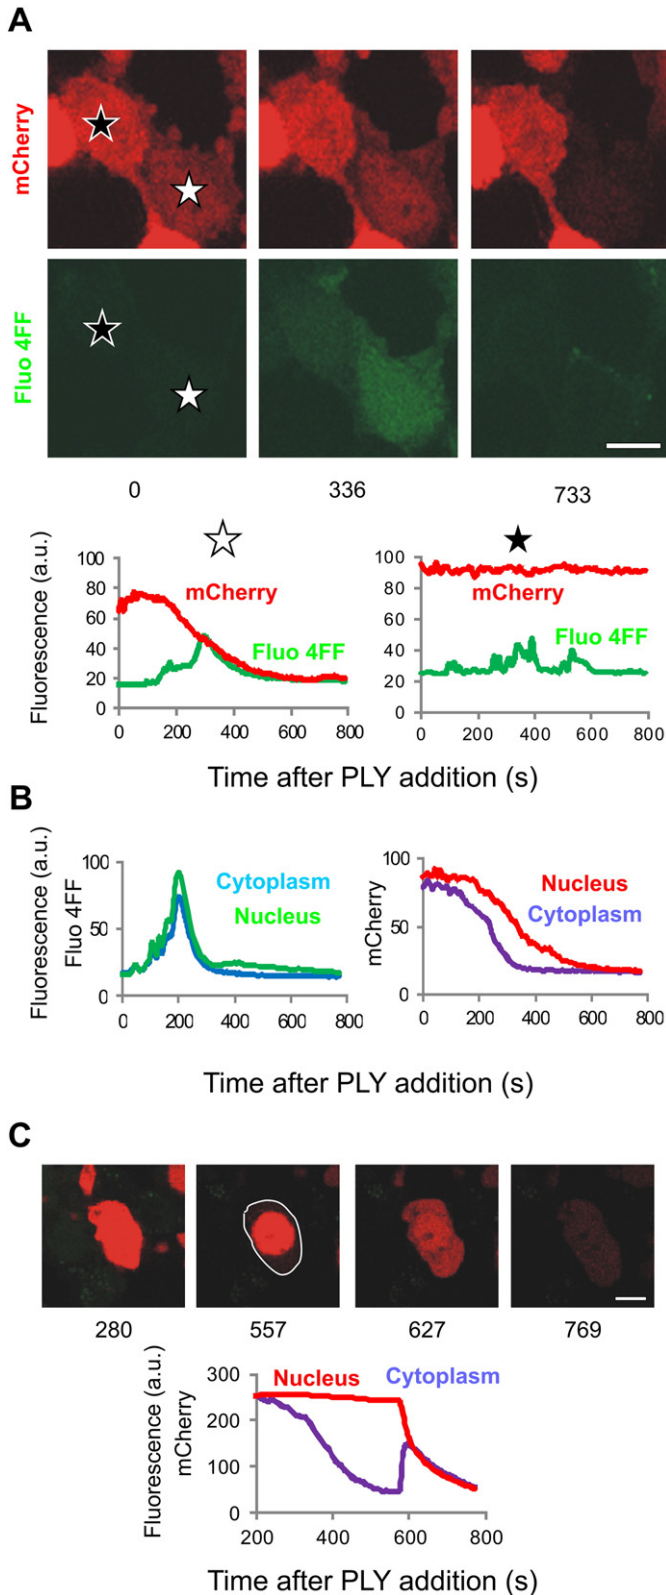 A
mCherry
Fluo 4FF
0 336 733
Fluorescence (a.u.)
100
80
60
40
20
0
mCherry
Fluo 4FF
0 200 400 600 800
100
80
60
40
20
0
mCherry
Fluo 4FF
0 200 400 600 800
Time after PLY addition (s)
B
Fluorescence (a.u.)
Fluo 4FF
100
50
0
Cytoplasm
Nucleus
0 200 400 600 800
mCherry
100
50
0
Nucleus
Cytoplasm
0 200 400 600 800
Time after PLY addition (s)
C
280 557 627 769
Fluorescence (a.u.)
mCherry
300
200
100
0
Nucleus Cytoplasm
200 400 600 800
Time after PLY addition (s)